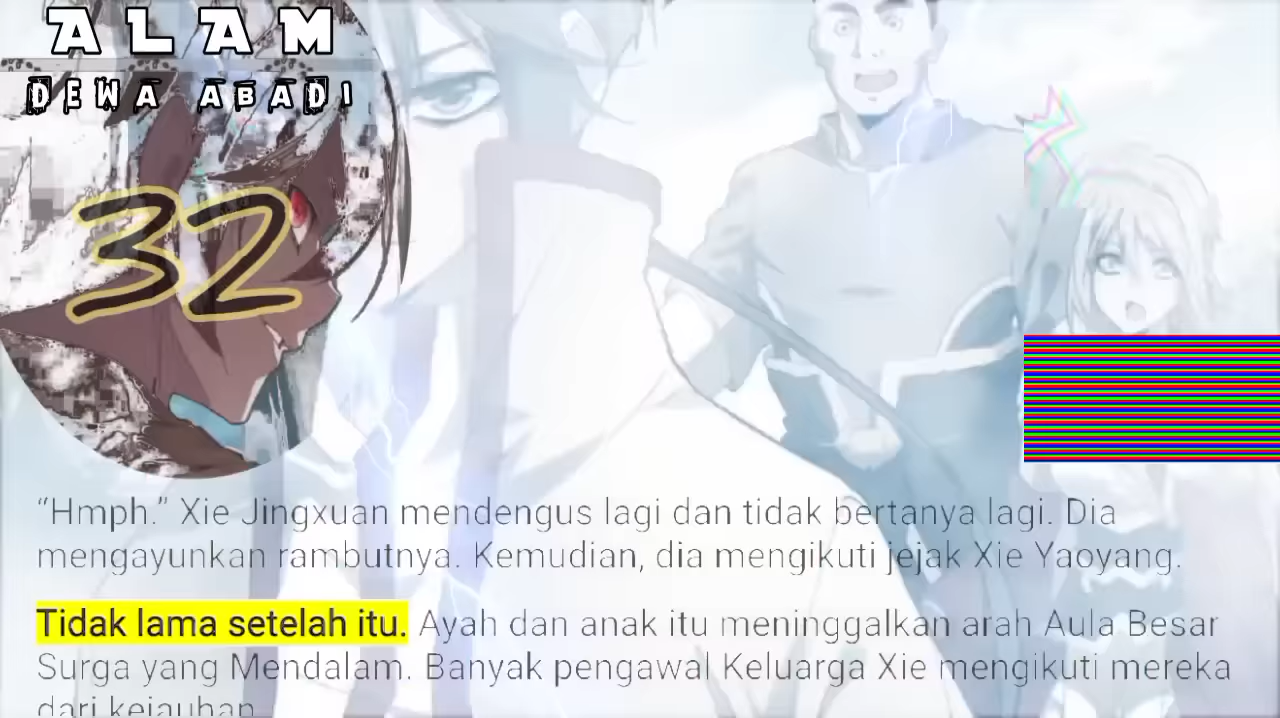 ALAM
DEWA ABADI
32
“Hmph.” Xie Jingxuan mendengus lagi dan tidak bertanya lagi. Dia
mengayunkan rambutnya. Kemudian, dia mengikuti jejak Xie Yaoyang.
Tidak lama setelah itu. Ayah dan anak itu meninggalkan arah Aula Besar
Surga yang Mendalam. Banyak pengawal Keluarga Xie mengikuti mereka
dari kejauhan